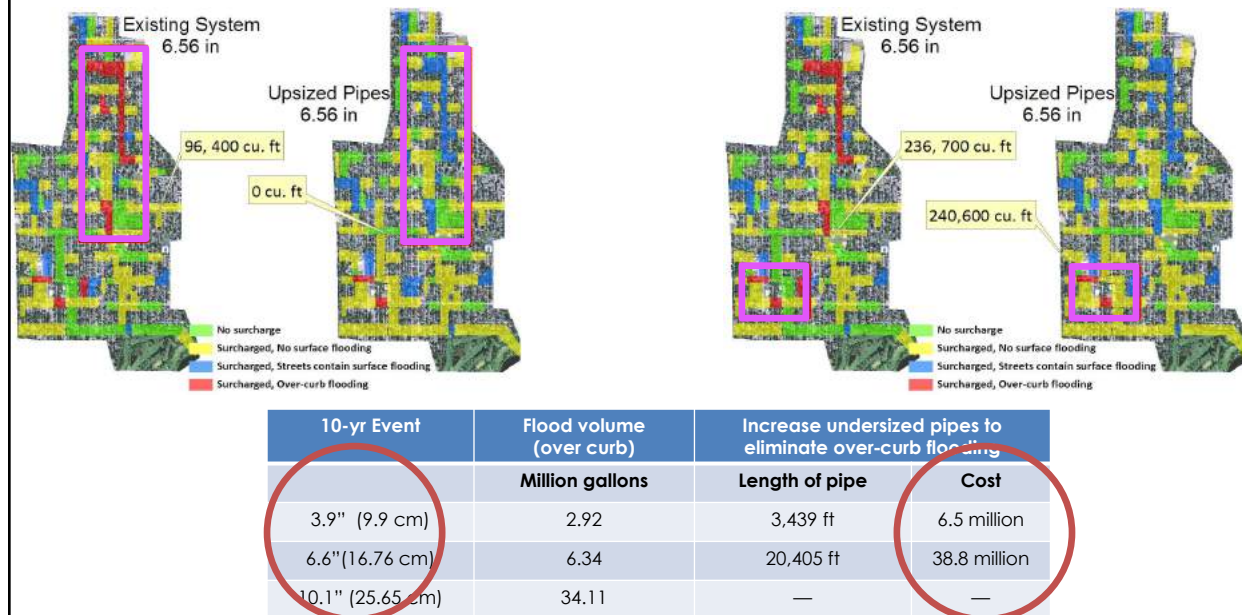 Existing System
6.56 in
Upsized Pipes
6.56 in
96, 400 cu. ft
0 cu. ft
No surcharge
Surcharged, No surface flooding
Surcharged, Streets contain surface flooding
Surcharged, Over-curb flooding
Existing System
6.56 in
Upsized Pipes
6.56 in
236, 700 cu. ft
240,600 cu. ft
No surcharge
Surcharged, No surface flooding
Surcharged, Streets contain surface flooding
Surcharged, Over-curb flooding
10-yr Event Flood volume (over curb) Increase undersized pipes to eliminate over-curb flooding
Million gallons Length of pipe Cost
3.9” (9.9 cm) 2.92 3,439 ft 6.5 million
6.6”(16.76 cm) 6.34 20,405 ft 38.8 million
10.1” (25.65 cm) 34.11 — —